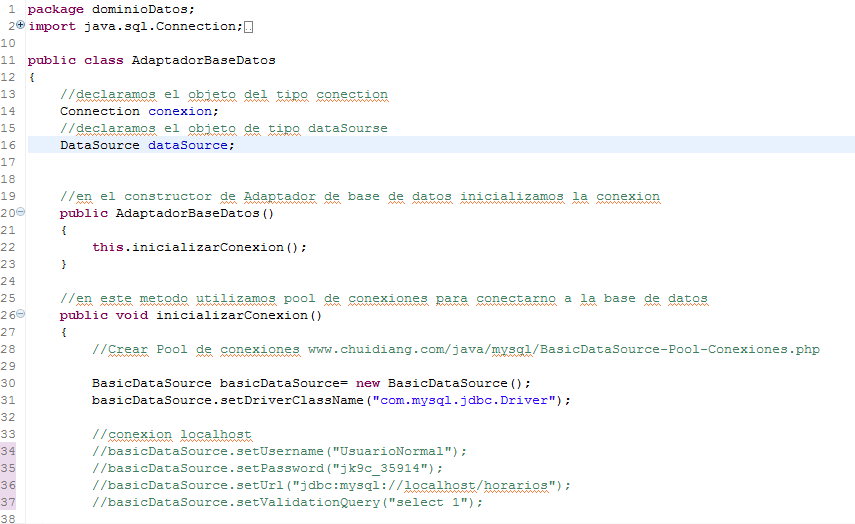 1 package dominioDatos;
2 import java.sql.Connection;
10
11 public class AdaptadorBaseDatos
12 {
13 //declaramos el objeto del tipo conection
14 Connection conexion;
15 //declaramos el objeto de tipo dataSourse
16 DataSource dataSource;
17
18
19 //en el constructor de Adaptador de base de datos inicializamos la conexion
20 public AdaptadorBaseDatos()
21 {
22 this.inicializarConexion();
23 }
24
25 //en este metodo utilizamos pool de conexiones para conectarno a la base de datos
26 public void inicializarConexion()
27 {
28 //Crear Pool de conexiones www.chuidiang.com/java/mysql/BasicDataSource-Pool-Conexiones.php
29
30 BasicDataSource basicDataSource= new BasicDataSource();
31 basicDataSource.setDriverClassName("com.mysql.jdbc.Driver");
32
33 //conexion localhost
34 //basicDataSource.setUsername("UsuarioNormal");
35 //basicDataSource.setPassword("jk9c_35914");
36 //basicDataSource.setUrl("jdbc:mysql://localhost/horarios");
37 //basicDataSource.setValidationQuery("select 1");
38